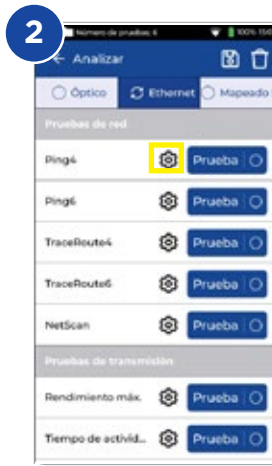 2
Número de pruebas: 6
100%
Analizar
Óptico Ethernet Mapeado
Pruebas de red
Ping4 Prueba
Ping6 Prueba
TraceRoute4 Prueba
TraceRoute6 Prueba
NetScan Prueba
Pruebas de transmisión
Rendimiento máx. Prueba
Tiempo de activid... Prueba